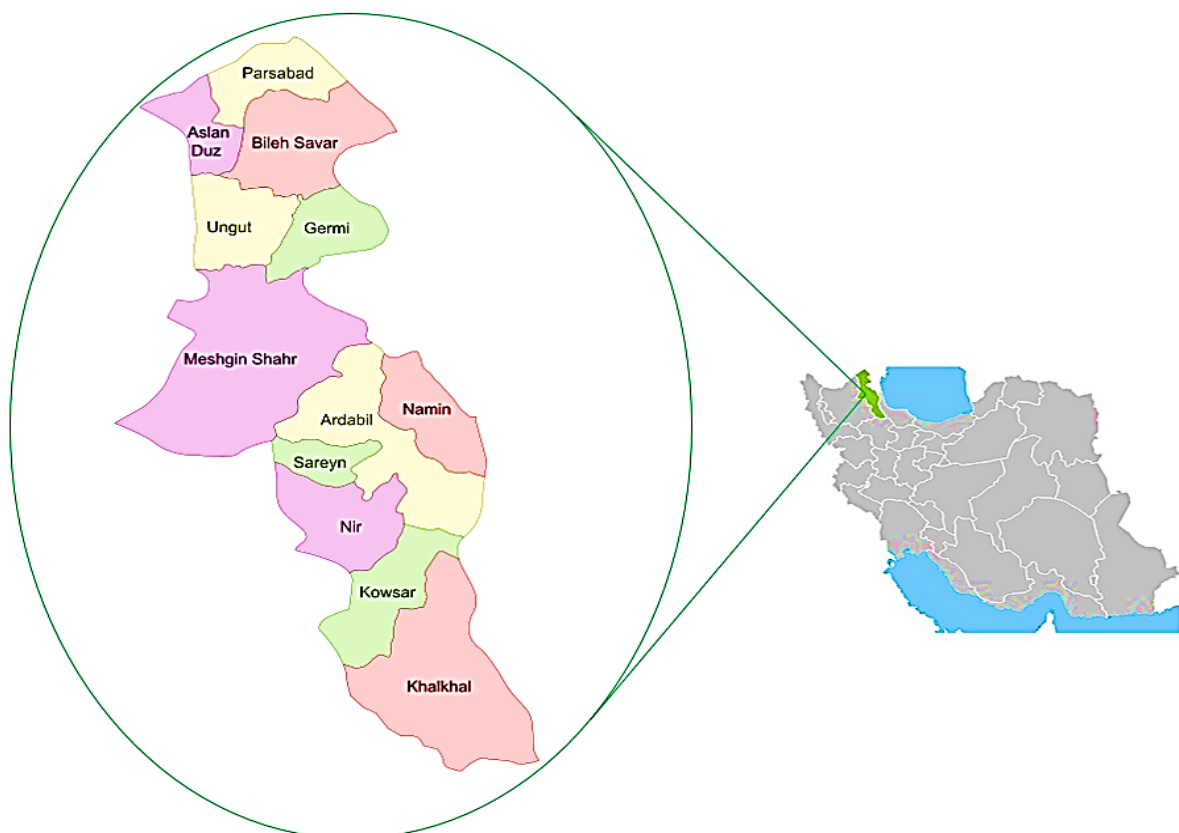 Parsabad
Aslan
Duz
Bileh Savar
Ungut
Germi
Meshgin Shahr
Ardabil
Namin
Sareyn
Nir
Kowsar
Khalkhal